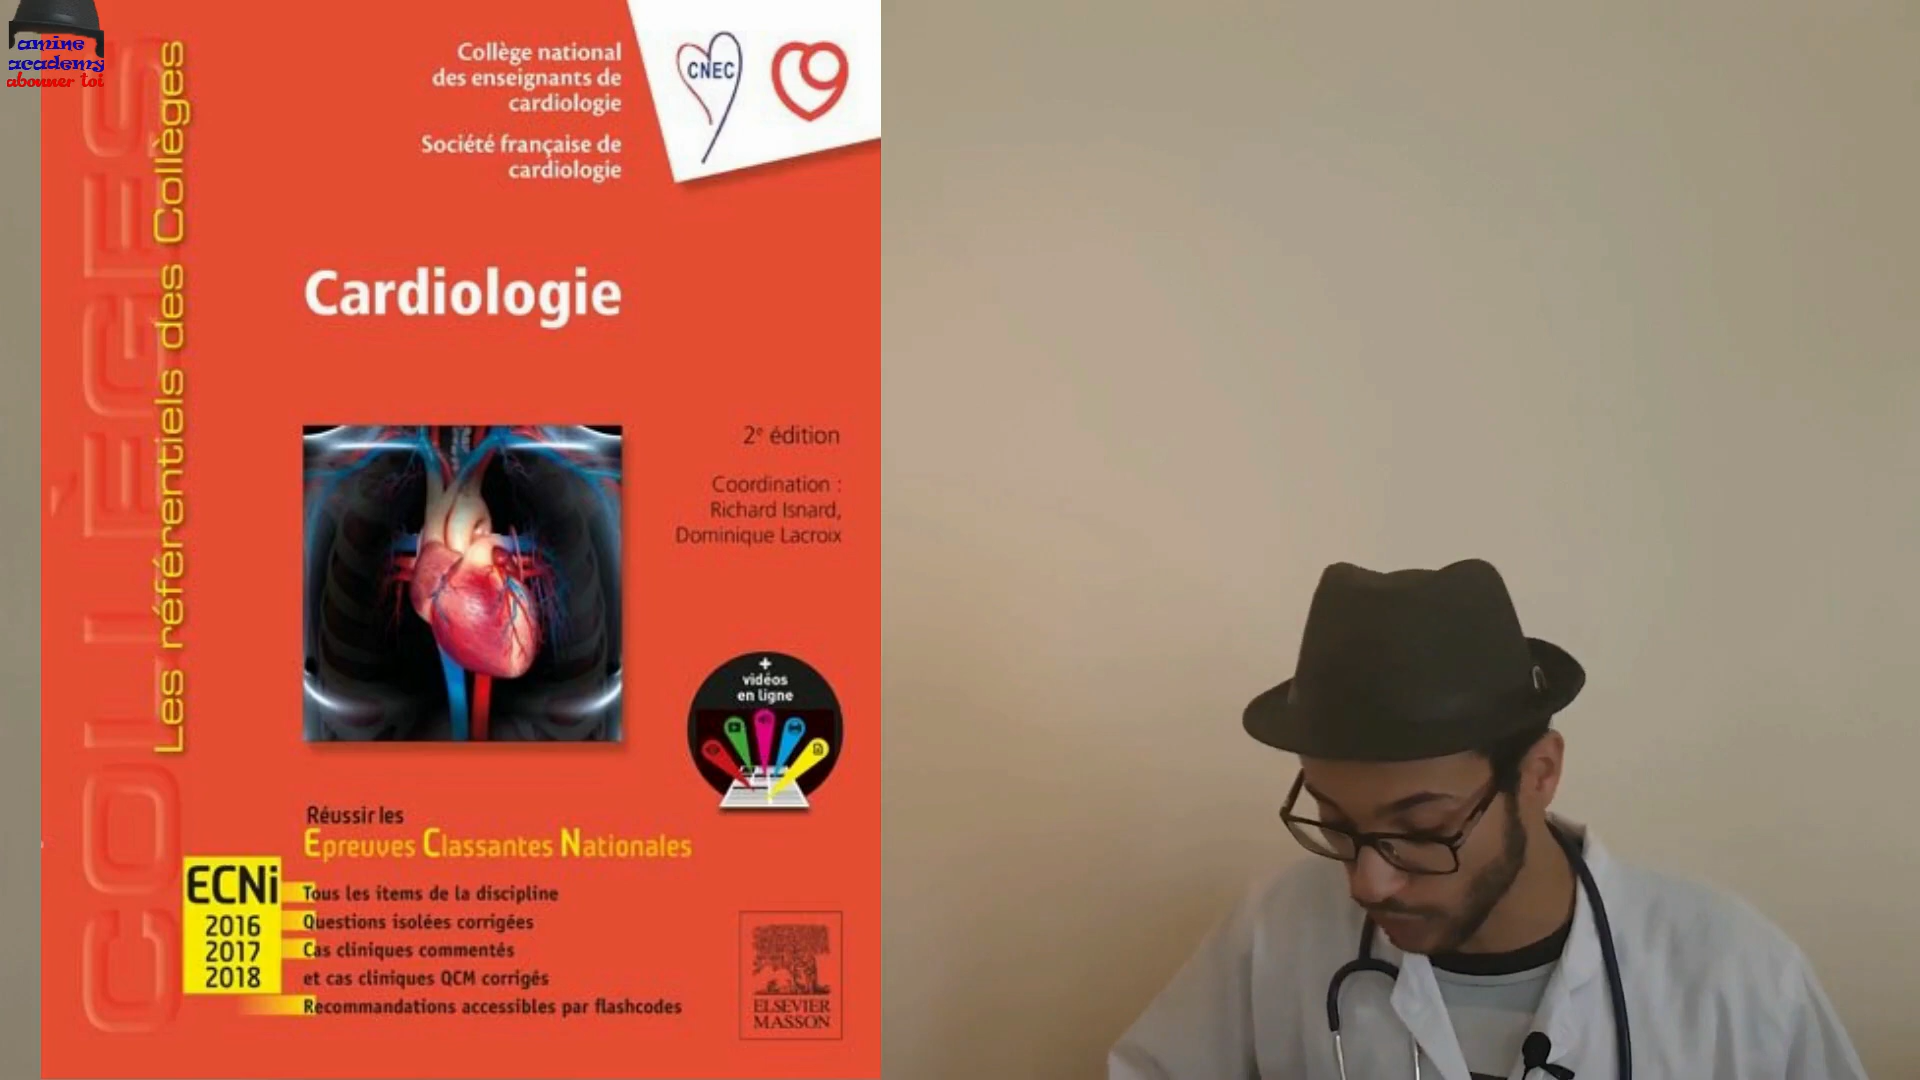 amine
academy
abonner toi
COLLÈGES
Les référentiels des Collèges
Collège national
des enseignants de
cardiologie
Société française de
cardiologie
CNEC
Cardiologie
2e édition
Coordination :
Richard Isnard,
Dominique Lacroix
+
vidéos
en ligne
Réussir les
Epreuves Classantes Nationales
ECNi
2016
2017
2018
Tous les items de la discipline
Questions isolées corrigées
Cas cliniques commentés
et cas cliniques QCM corrigés
Recommandations accessibles par flashcodes
ELSEVIER
MASSON